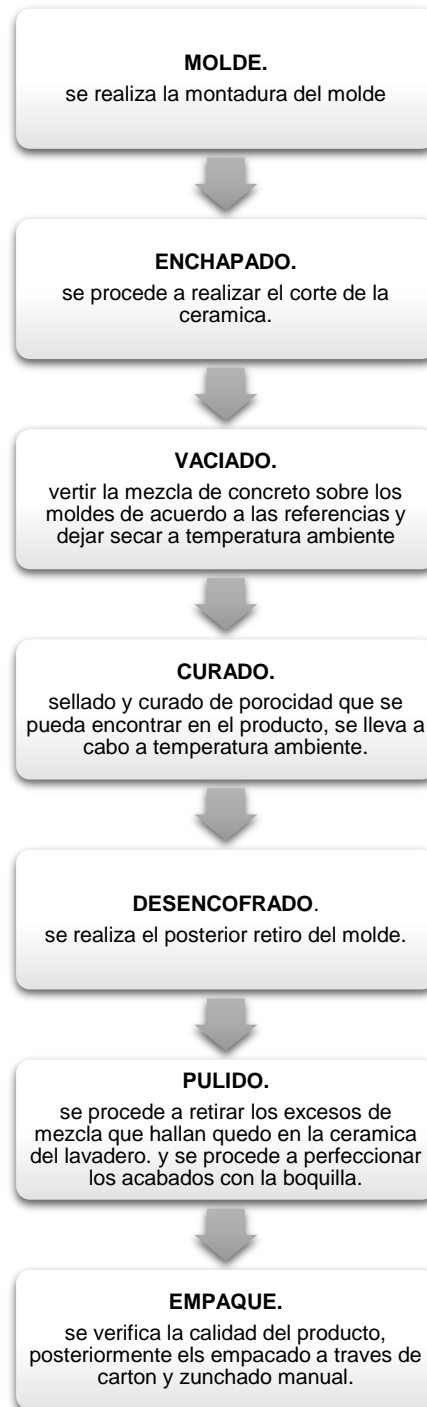 MOLDE.
se realiza la montadura del molde
ENCHAPADO.
se procede a realizar el corte de la
ceramica.
VACIADO.
vertir la mezcla de concreto sobre los
moldes de acuerdo a las referencias y
dejar secar a temperatura ambiente
CURADO.
sellado y curado de porocidad que se
pueda encontrar en el producto, se lleva a
cabo a temperatura ambiente.
DESENCOFRADO.
se realiza el posterior retiro del molde.
PULIDO.
se procede a retirar los excesos de
mezcla que hallan quedo en la ceramica
del lavadero. y se procede a perfeccionar
los acabados con la boquilla.
EMPAQUE.
se verifica la calidad del producto,
posteriormente els empacado a traves de
carton y zunchado manual.